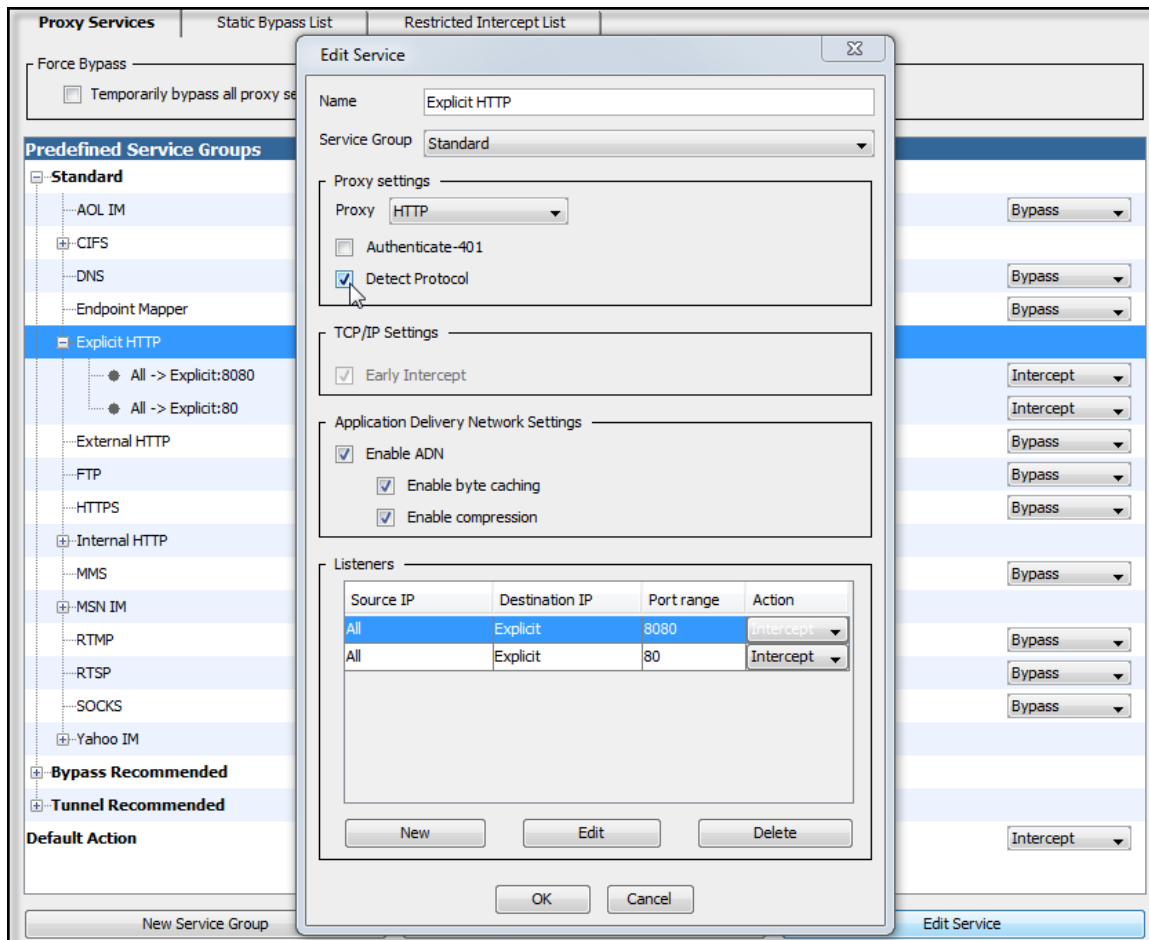 Proxy Services
Static Bypass List
Restricted Intercept List
Force Bypass
Temporarily bypass all proxy se
Predefined Service Groups
Standard
AOL IM
Bypass
CIFS
DNS
Bypass
Endpoint Mapper
Bypass
Explicit HTTP
All -> Explicit:8080
Intercept
All -> Explicit:80
Intercept
External HTTP
Bypass
FTP
Bypass
HTTPS
Bypass
Internal HTTP
MMS
Bypass
MSN IM
RTMP
Bypass
RTSP
Bypass
SOCKS
Bypass
Yahoo IM
Bypass Recommended
Tunnel Recommended
Default Action
Intercept
New Service Group
Edit Service
Edit Service
Name Explicit HTTP
Service Group Standard
Proxy settings
Proxy HTTP
Authenticate-401
Detect Protocol
TCP/IP Settings
Early Intercept
Application Delivery Network Settings
Enable ADN
Enable byte caching
Enable compression
Listeners
Source IP Destination IP Port range Action
All Explicit 8080 Intercept
All Explicit 80 Intercept
New Edit Delete
OK Cancel